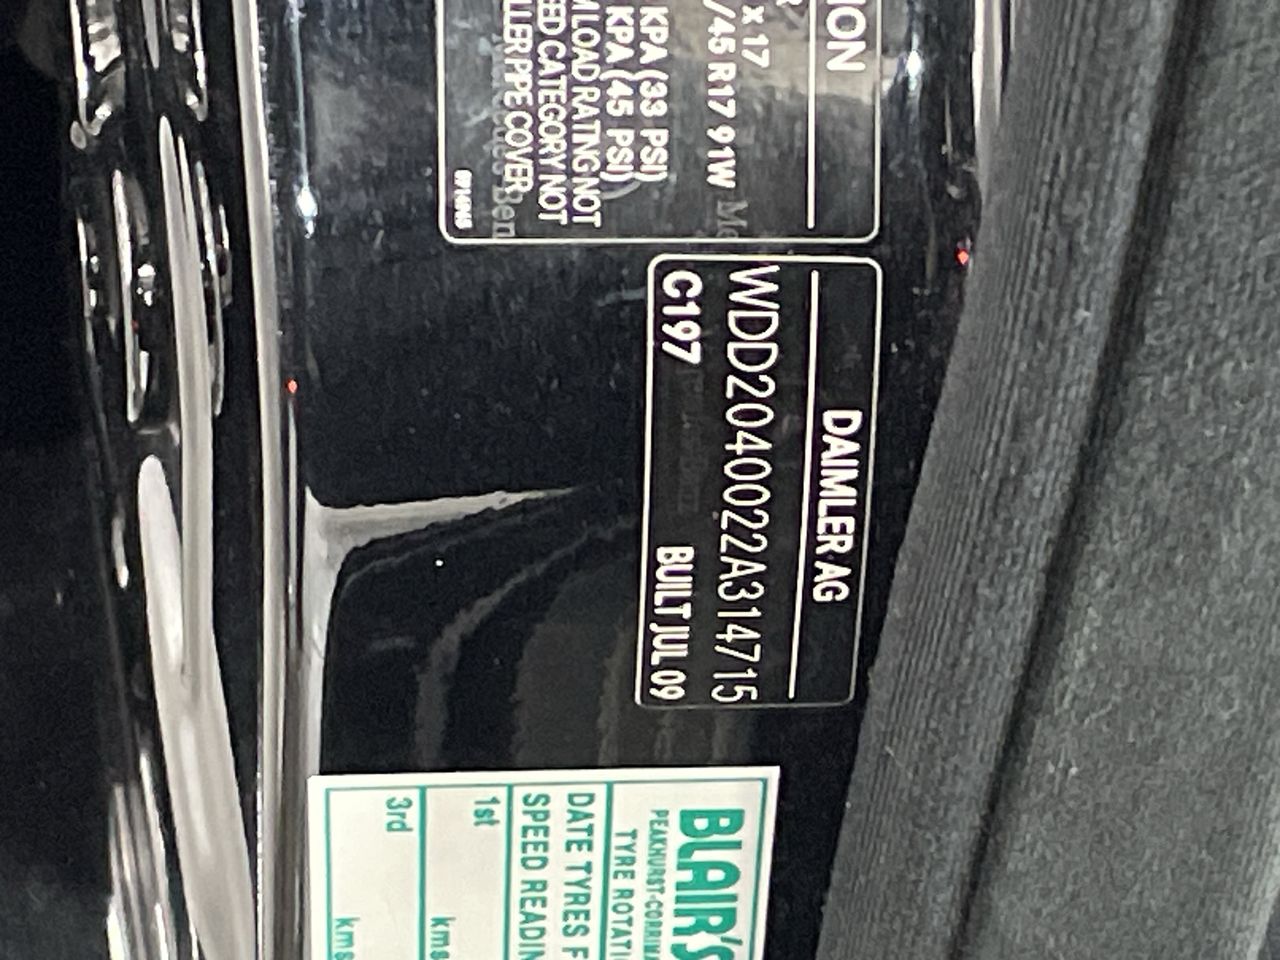 ION
x 17
/45 R17 91W
KPA (33 PSI)
KPA (45 PSI)
M LOAD RATING NOT
ED CATEGORY NOT
LLER PPE COVER
DAIMLER AG
WDD2040022A314715
C197 BUILT JUL 09
BLAIR'S
PEAKHURST-CORRIMA
TYRE ROTATI
DATE TYRES F
SPEED READIN
1st kms
3rd kms